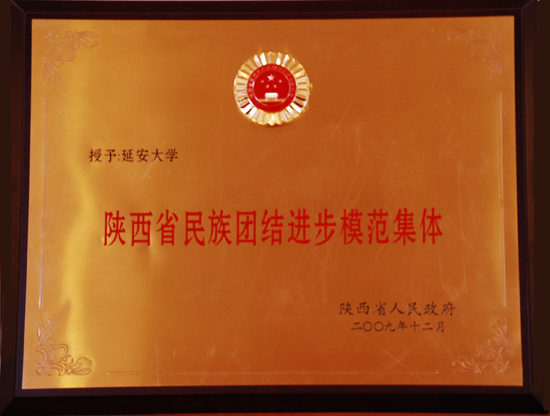 授予:延安大学
陕西省民族团结进步模范集体
陕西省人民政府
二〇〇九年十二月